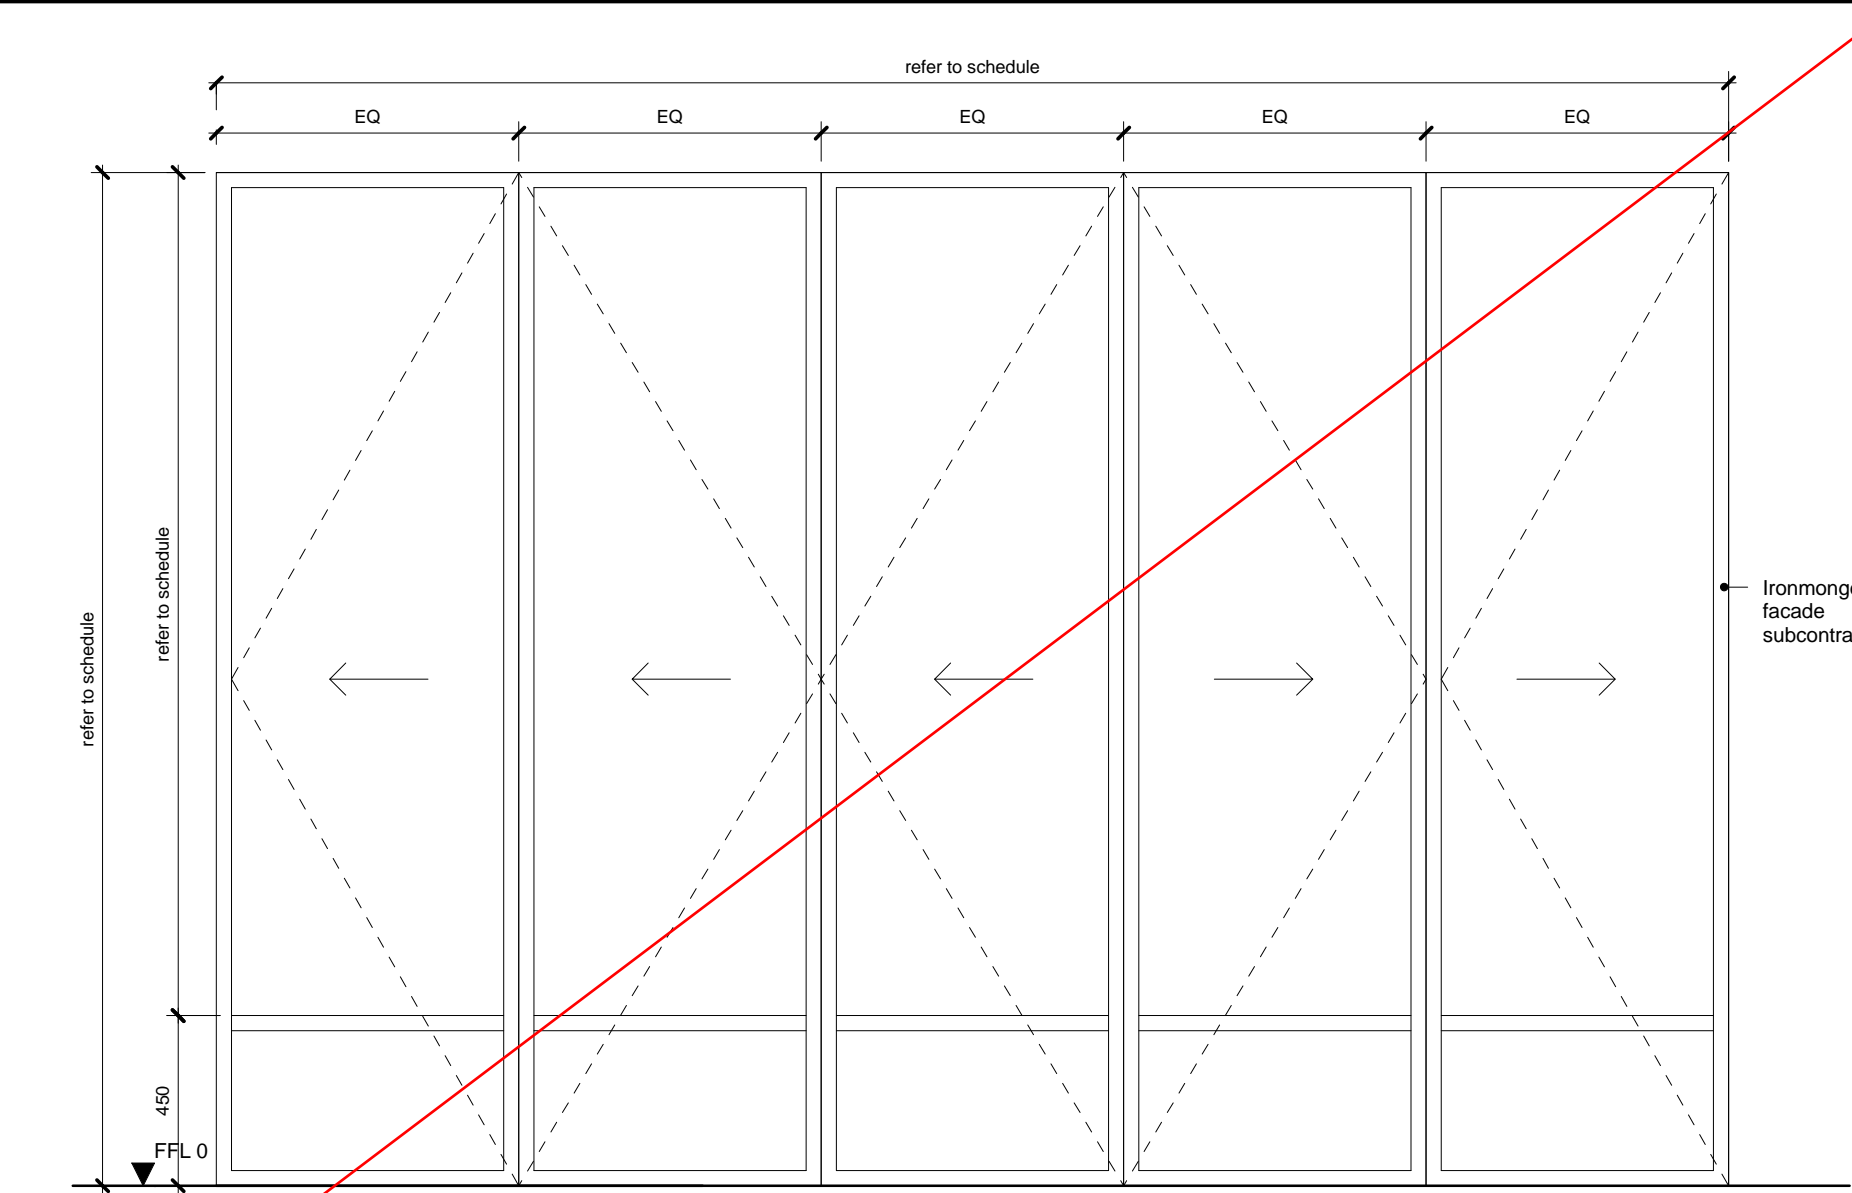 refer to schedule
EQ EQ EQ EQ EQ
refer to schedule
refer to schedule
facade
450
FFL 0